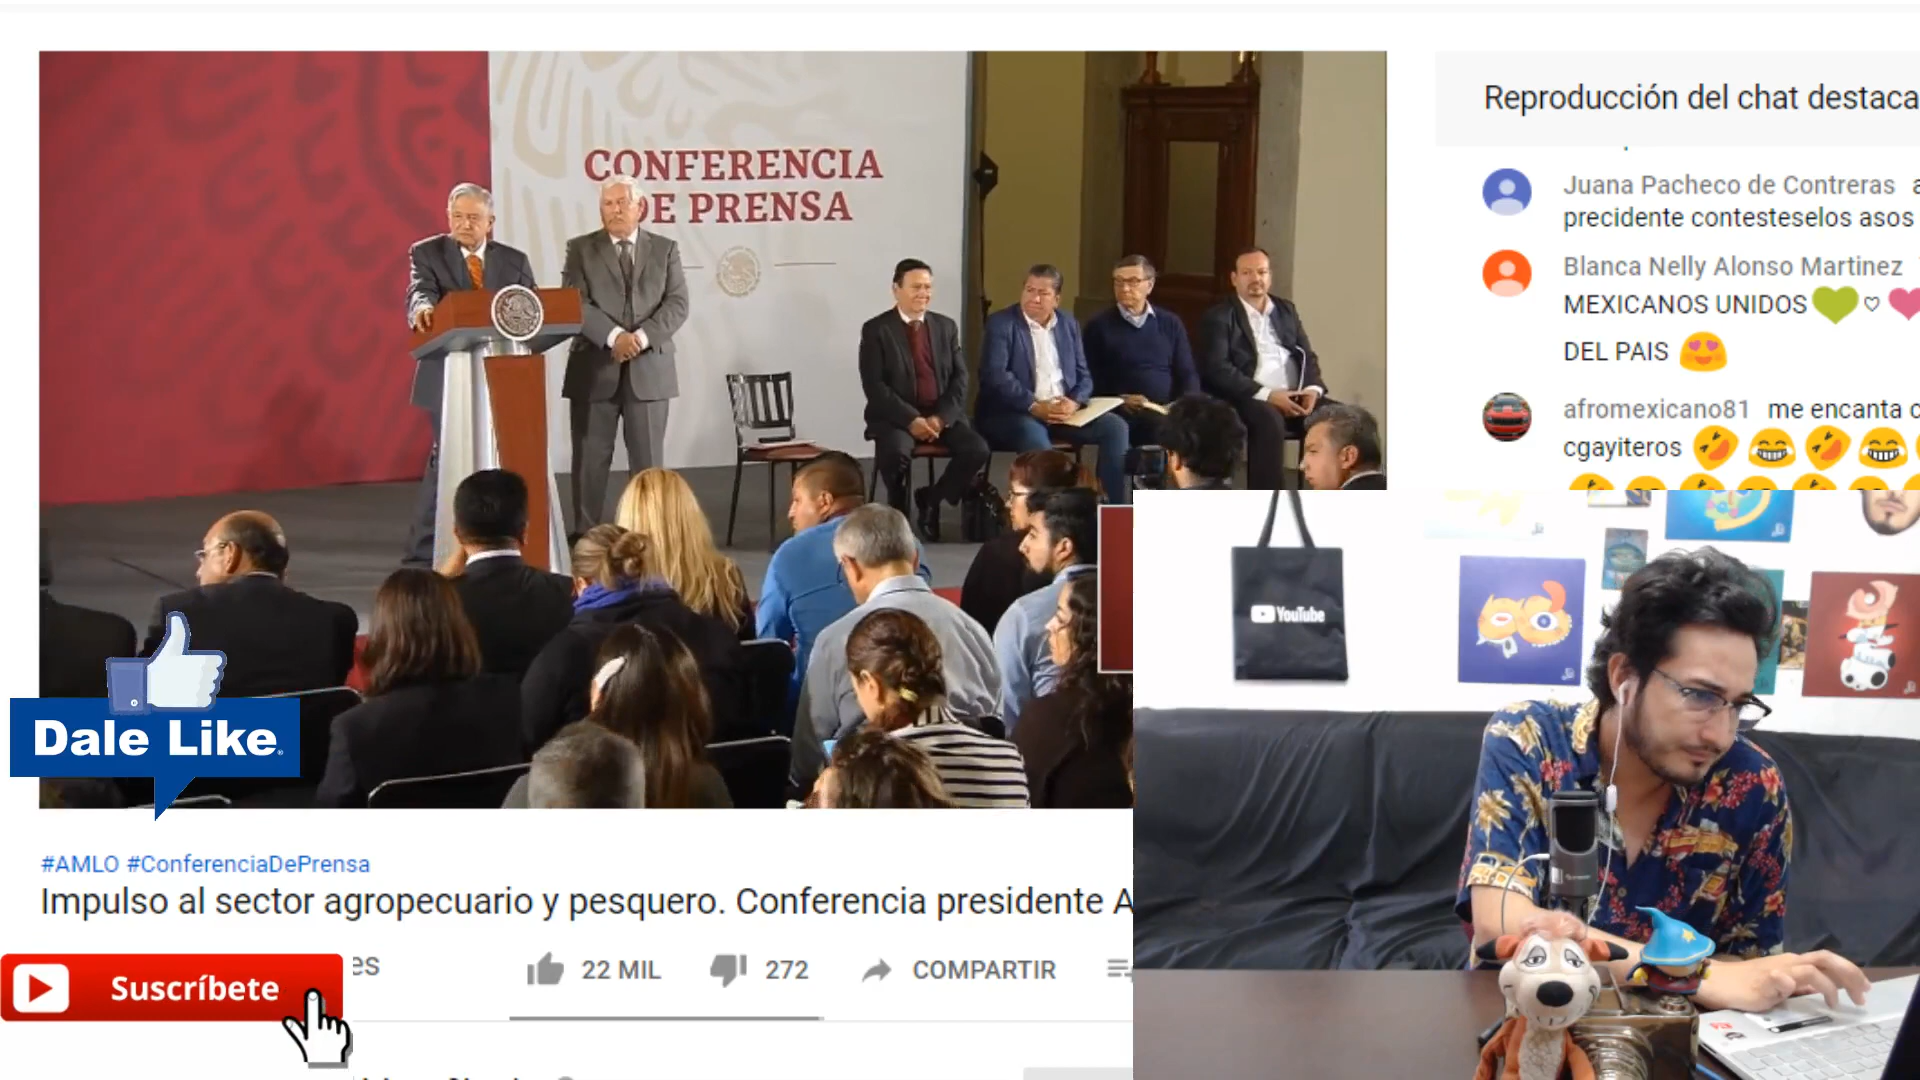 CONFERENCIA
DE PRENSA
Reproducción del chat destaca
Juana Pacheco de Contreras
precidente contesteselos asos
Blanca Nelly Alonso Martinez
MEXICANOS UNIDOS
DEL PAIS
afromexicano81 me encanta c
cgayiteros
YouTube
Dale Like
#AMLO #ConferenciaDePrensa
Impulso al sector agropecuario y pesquero. Conferencia presidente A
es
22 MIL 272 COMPARTIR
Suscríbete